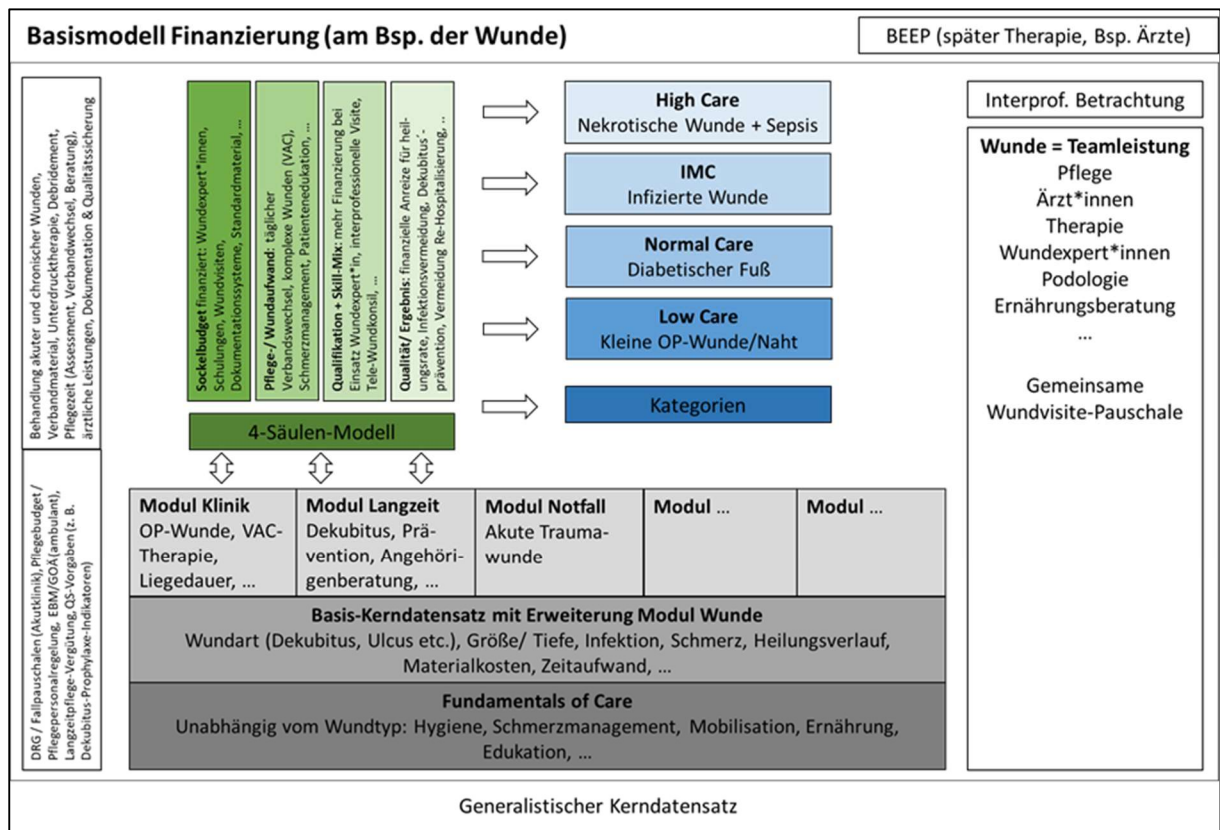 Basismodell Finanzierung (am Bsp. der Wunde)
BEEP (später Therapie, Bsp. Ärzte)
Behandlung akuter und chronischer Wunden,
Verbandmaterial, Unterdrucktherapie, Debridement,
Pflegezeit (Assessment, Verbandwechsel, Beratung),
ärztliche Leistungen, Dokumentation & Qualitätssicherung
DRG / Fallpauschalen (Akutklinik), Pflegebudget /
Pflegepersonalregelung, EBM/GOÄ (ambulant),
Langzeitpflege-Vergütung, QS-Vorgaben (z. B.
Dekubitus-Prophylaxe-Indikatoren)
Sockelbudget finanziert: Wundexpert*innen,
Schulungen, Wundvisiten,
Dokumentationssysteme, Standardmaterial, ...
Pflege-/ Wundaufwand: täglicher
Verbandswechsel, komplexe Wunden (VAC),
Schmerzmanagement, Patientenedukation, ...
Qualifikation + Skill-Mix: mehr Finanzierung bei
Einsatz Wundexpert*in, interprofessionelle Visite,
Tele-Wundkonsil, ...
Qualität/ Ergebnis: finanzielle Anreize für heil-
ungsrate, Infektionsvermeidung, Dekubitus´-
prävention, Vermeidung Re-Hospitalisierung, ..
4-Säulen-Modell
High Care
Nekrotische Wunde + Sepsis
IMC
Infizierte Wunde
Normal Care
Diabetischer Fuß
Low Care
Kleine OP-Wunde/Naht
Kategorien
Interprof. Betrachtung
Wunde = Teamleistung
Pflege
Ärzt*innen
Therapie
Wundexpert*innen
Podologie
Ernährungsberatung
...
Gemeinsame
Wundvisite-Pauschale
Modul Klinik
OP-Wunde, VAC-
Therapie,
Liegedauer, ...
Modul Langzeit
Dekubitus, Prä-
vention, Angehöri-
genberatung, ...
Modul Notfall
Akute Trauma-
wunde
Modul ...
Modul ...
Basis-Kerndatensatz mit Erweiterung Modul Wunde
Wundart (Dekubitus, Ulcus etc.), Größe/ Tiefe, Infektion, Schmerz, Heilungsverlauf,
Materialkosten, Zeitaufwand, ...
Fundamentals of Care
Unabhängig vom Wundtyp: Hygiene, Schmerzmanagement, Mobilisation, Ernährung,
Edukation, ...
Generalistischer Kerndatensatz